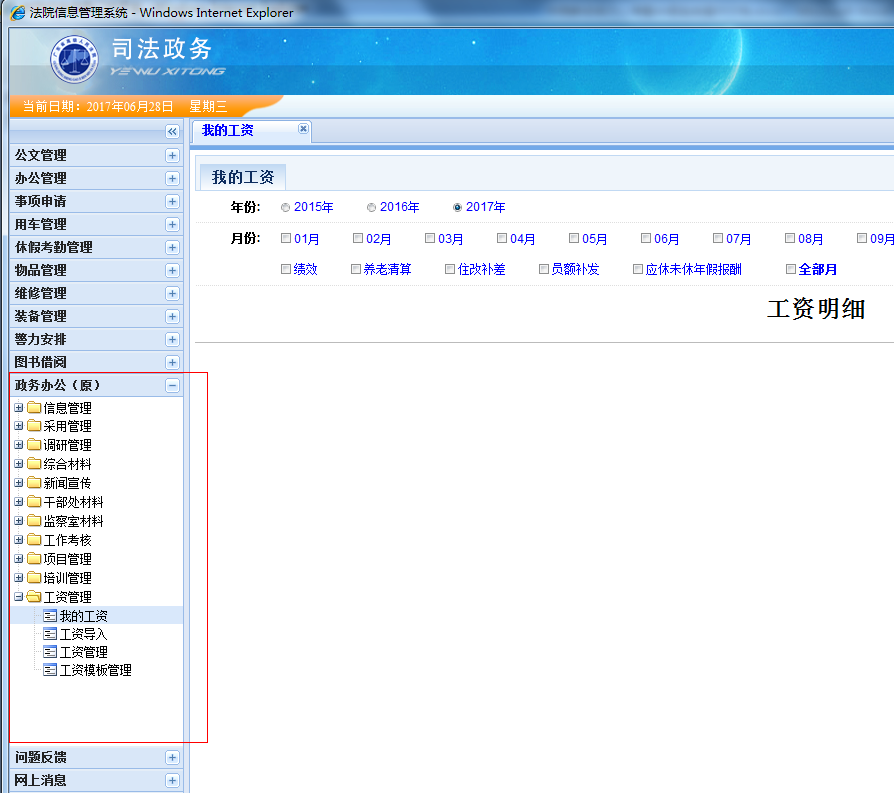 法院信息管理系统 - Windows Internet Explorer
司法政务
YEWU XITONG
当前日期：2017年06月28日 星期三
我的工资
公文管理
办公管理
事项申请
用车管理
休假考勤管理
物品管理
维修管理
装备管理
警力安排
图书借阅
政务办公（原）
信息管理
采用管理
调研管理
综合材料
新闻宣传
干部处材料
监察室材料
工作考核
项目管理
培训管理
工资管理
我的工资
工资导入
工资管理
工资模板管理
问题反馈
网上消息
我的工资
年份: 2015年 2016年 2017年
月份: 01月 02月 03月 04月 05月 06月 07月 08月 09月
绩效 养老清算 住改补差 员额补发 应休未休年假报酬 全部月
工资明细